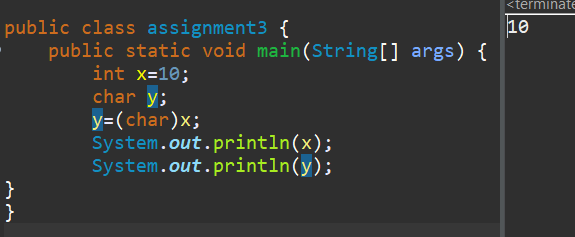 public class assignment3 {
    public static void main(String[] args) {
        int x=10;
        char y;
        y=(char)x;
        System.out.println(x);
        System.out.println(y);
}
}
<terminate
10